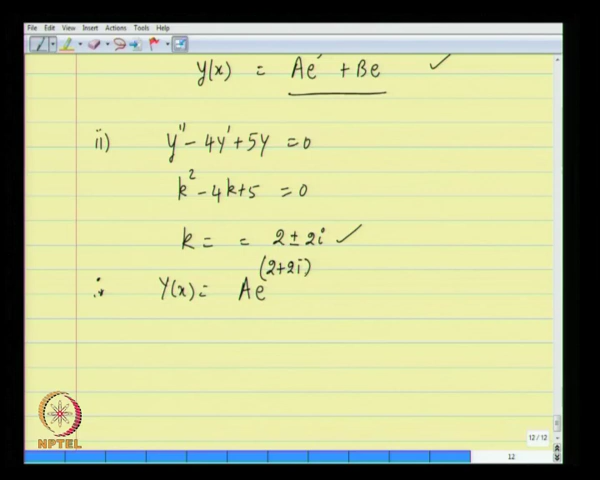 File Edit View Insert Actions Tools Help
Y(x) = Ae + Be ✓
ii) y'' - 4y' + 5y = 0
k² - 4k + 5 = 0
k = = 2 ± 2i ✓
∴ Y(x) = Ae^(2+2i)
NPTEL
12 / 12
12